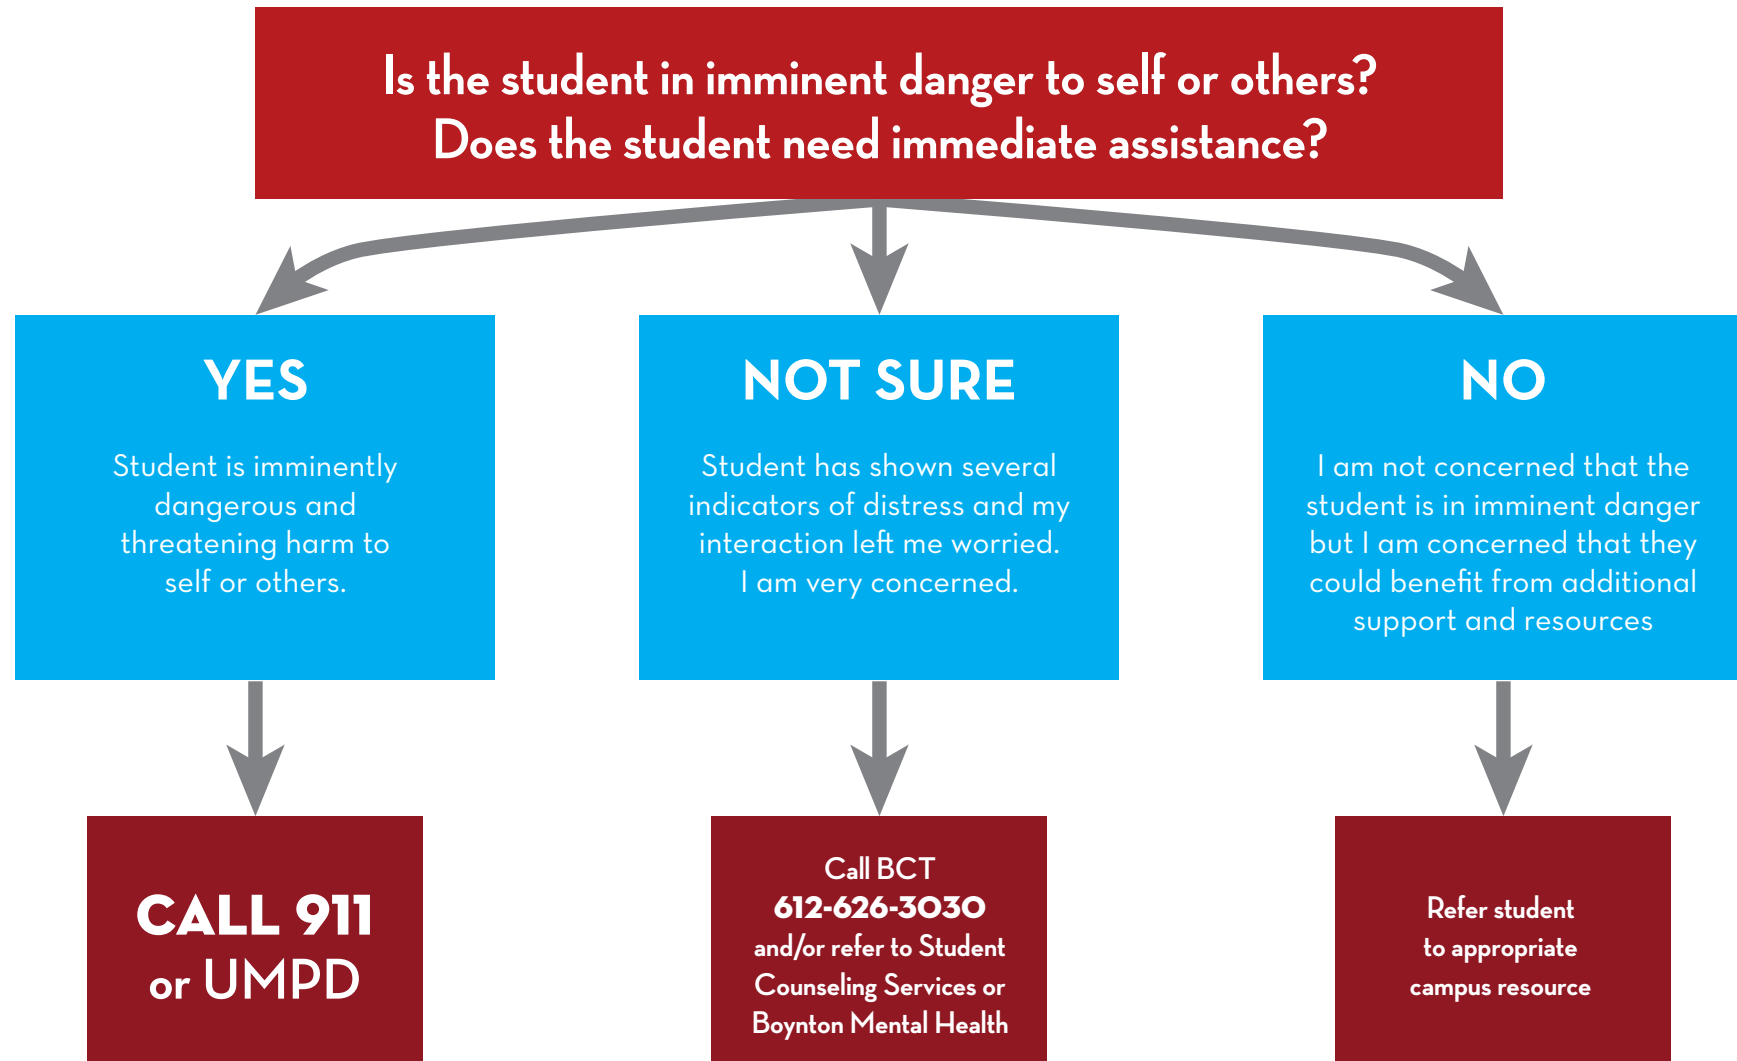 Is the student in imminent danger to self or others?
Does the student need immediate assistance?
YES
Student is imminently
dangerous and
threatening harm to
self or others.
NOT SURE
Student has shown several
indicators of distress and my
interaction left me worried.
I am very concerned.
NO
I am not concerned that the
student is in imminent danger
but I am concerned that they
could benefit from additional
support and resources
CALL 911
or UMPD
Call BCT
612-626-3030
and/or refer to Student
Counseling Services or
Boynton Mental Health
Refer student
to appropriate
campus resource